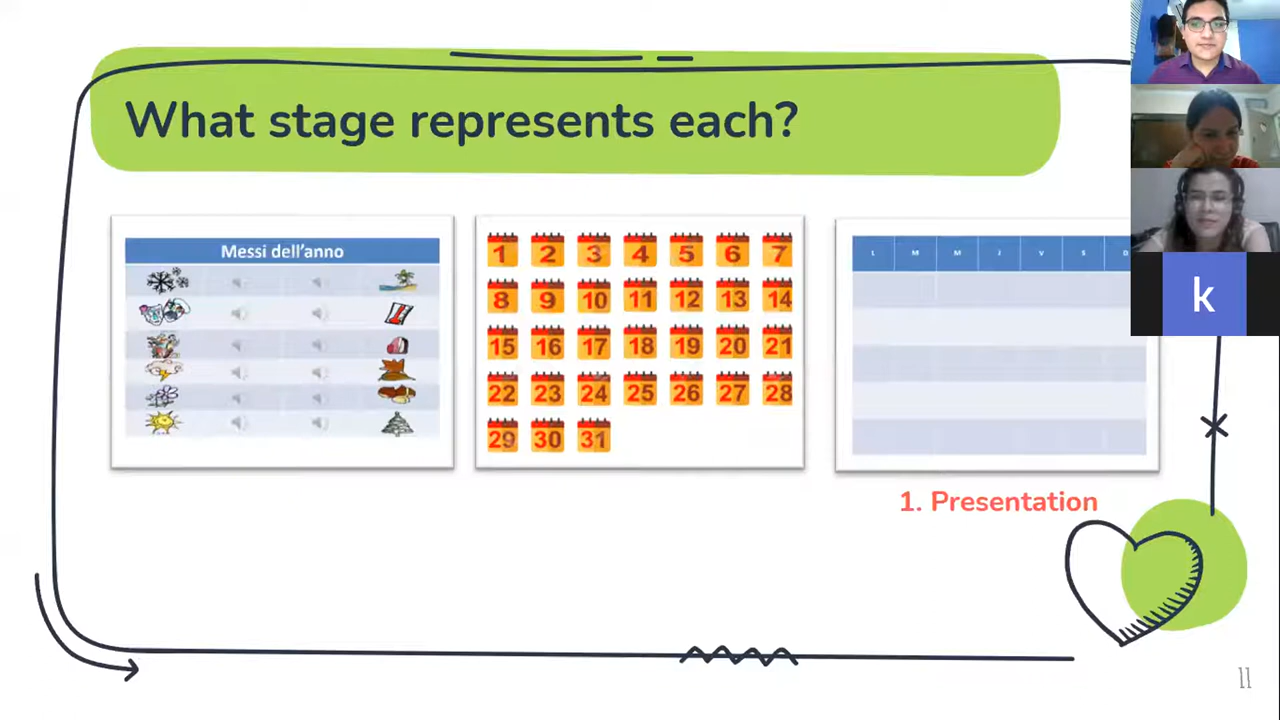 What stage represents each?
Messi dell'anno
1 2 3 4 5 6 7
8 9 10 11 12 13 14
15 16 17 18 19 20 21
22 23 24 25 26 27 28
29 30 31
L M M J V S D
1. Presentation
k
11